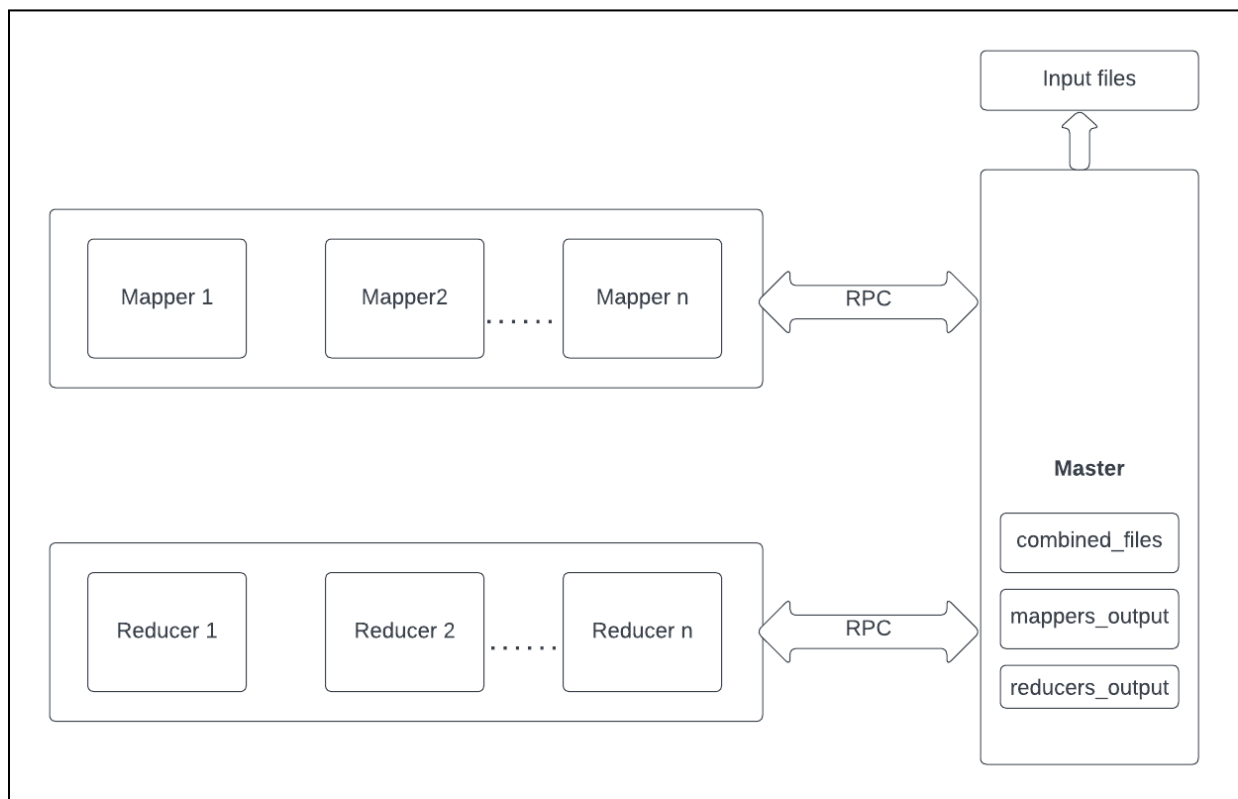 Input files
Mapper 1
Mapper2
......
Mapper n
RPC
Master
combined_files
Reducer 1
Reducer 2
......
Reducer n
RPC
mappers_output
reducers_output